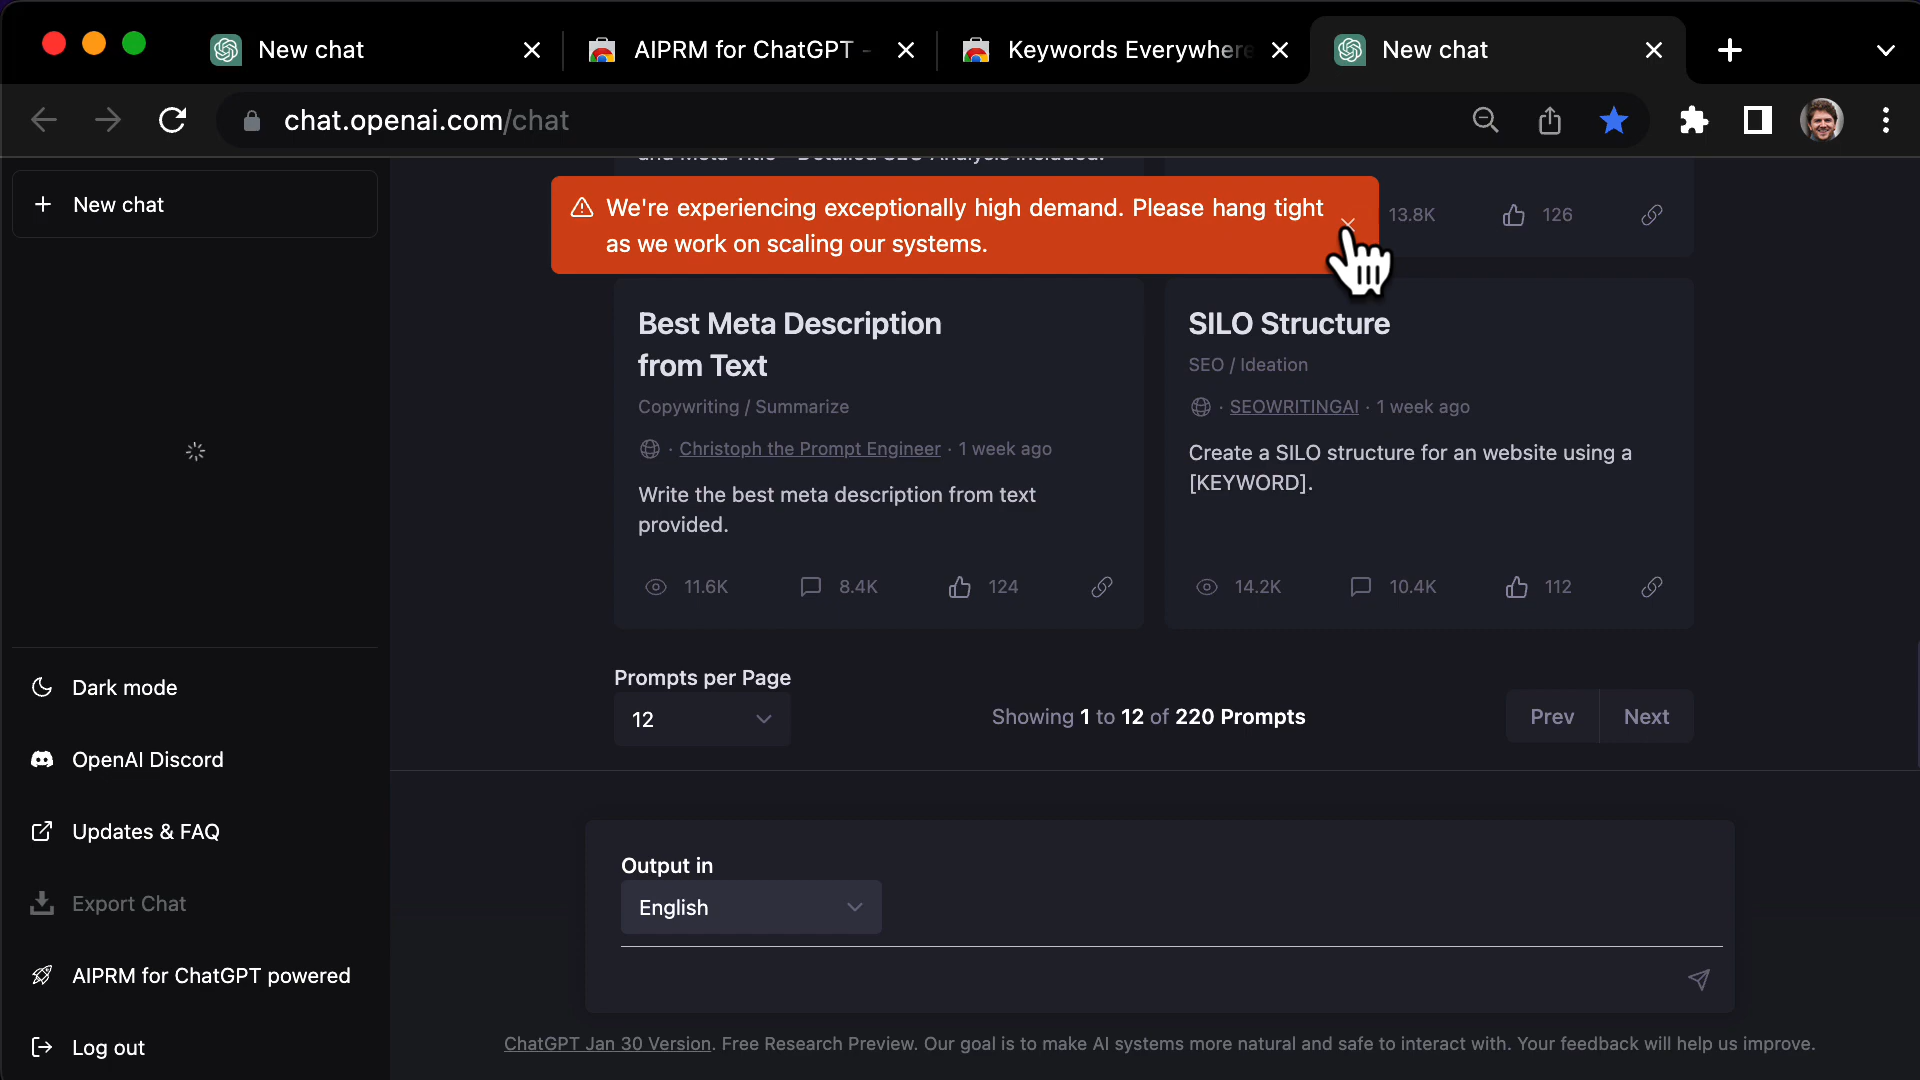 New chat
AIPRM for ChatGPT -
Keywords Everywhere
New chat
chat.openai.com/chat
New chat
and Meta Title - Detailed SEO Analysis included.
We're experiencing exceptionally high demand. Please hang tight
as we work on scaling our systems.
13.8K
126
Best Meta Description
from Text
Copywriting / Summarize
· Christoph the Prompt Engineer · 1 week ago
Write the best meta description from text
provided.
11.6K
8.4K
124
SILO Structure
SEO / Ideation
· SEOWRITINGAI · 1 week ago
Create a SILO structure for an website using a
[KEYWORD].
14.2K
10.4K
112
Prompts per Page
12
Showing 1 to 12 of 220 Prompts
Prev
Next
Dark mode
OpenAI Discord
Updates & FAQ
Export Chat
AIPRM for ChatGPT powered
Log out
Output in
English
ChatGPT Jan 30 Version. Free Research Preview. Our goal is to make AI systems more natural and safe to interact with. Your feedback will help us improve.